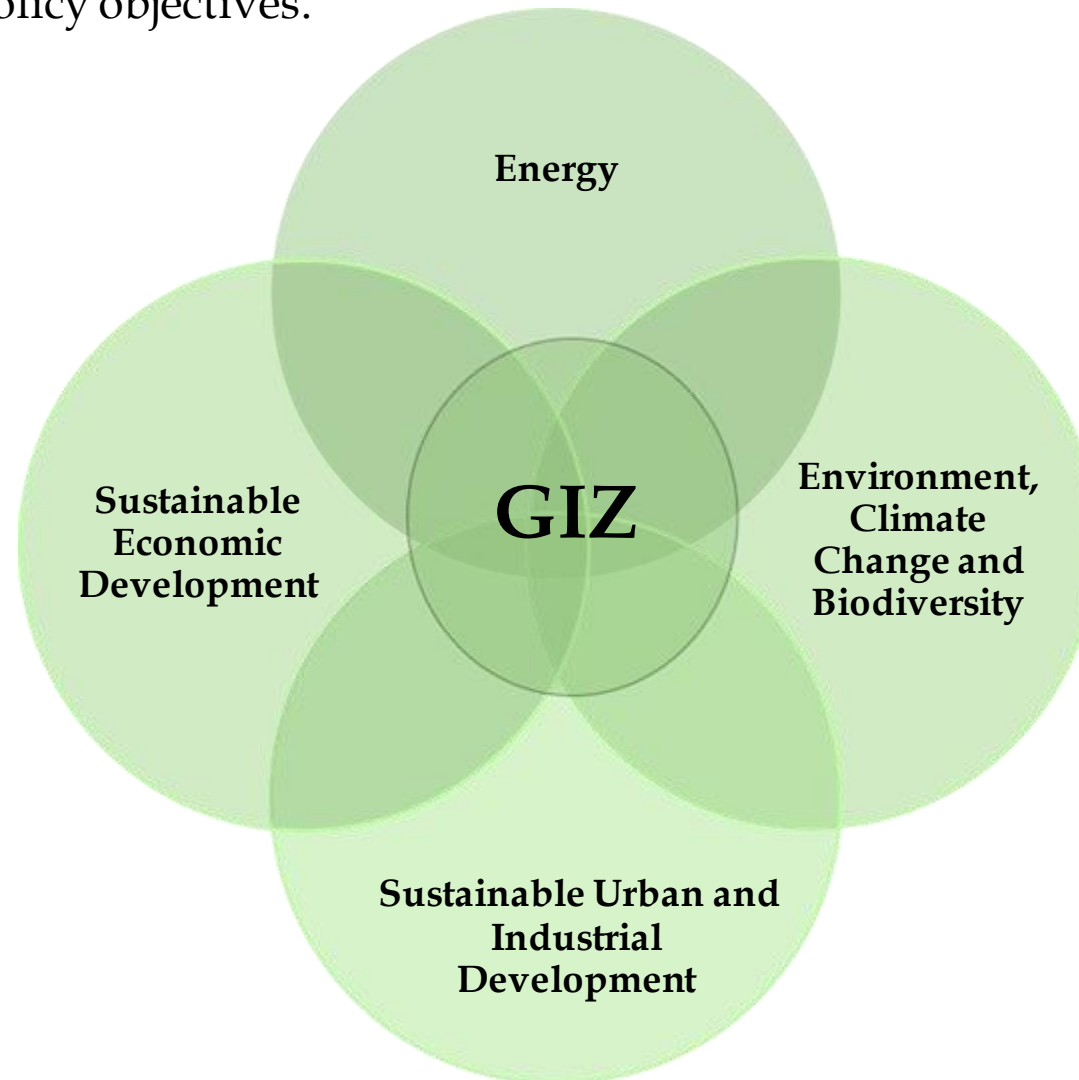 olicy objectives.
Energy
Sustainable
Economic
Development
GIZ
Environment,
Climate
Change and
Biodiversity
Sustainable Urban and
Industrial
Development